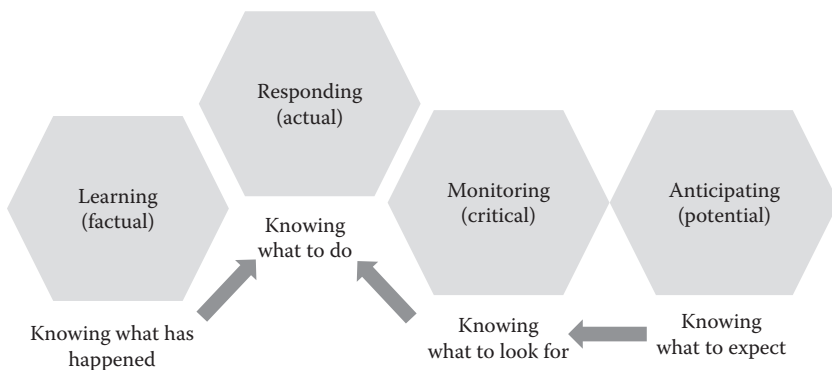 Responding
(actual)
Learning
(factual)
Monitoring
(critical)
Anticipating
(potential)
Knowing
what to do
Knowing what has
happened
Knowing
what to look for
Knowing
what to expect